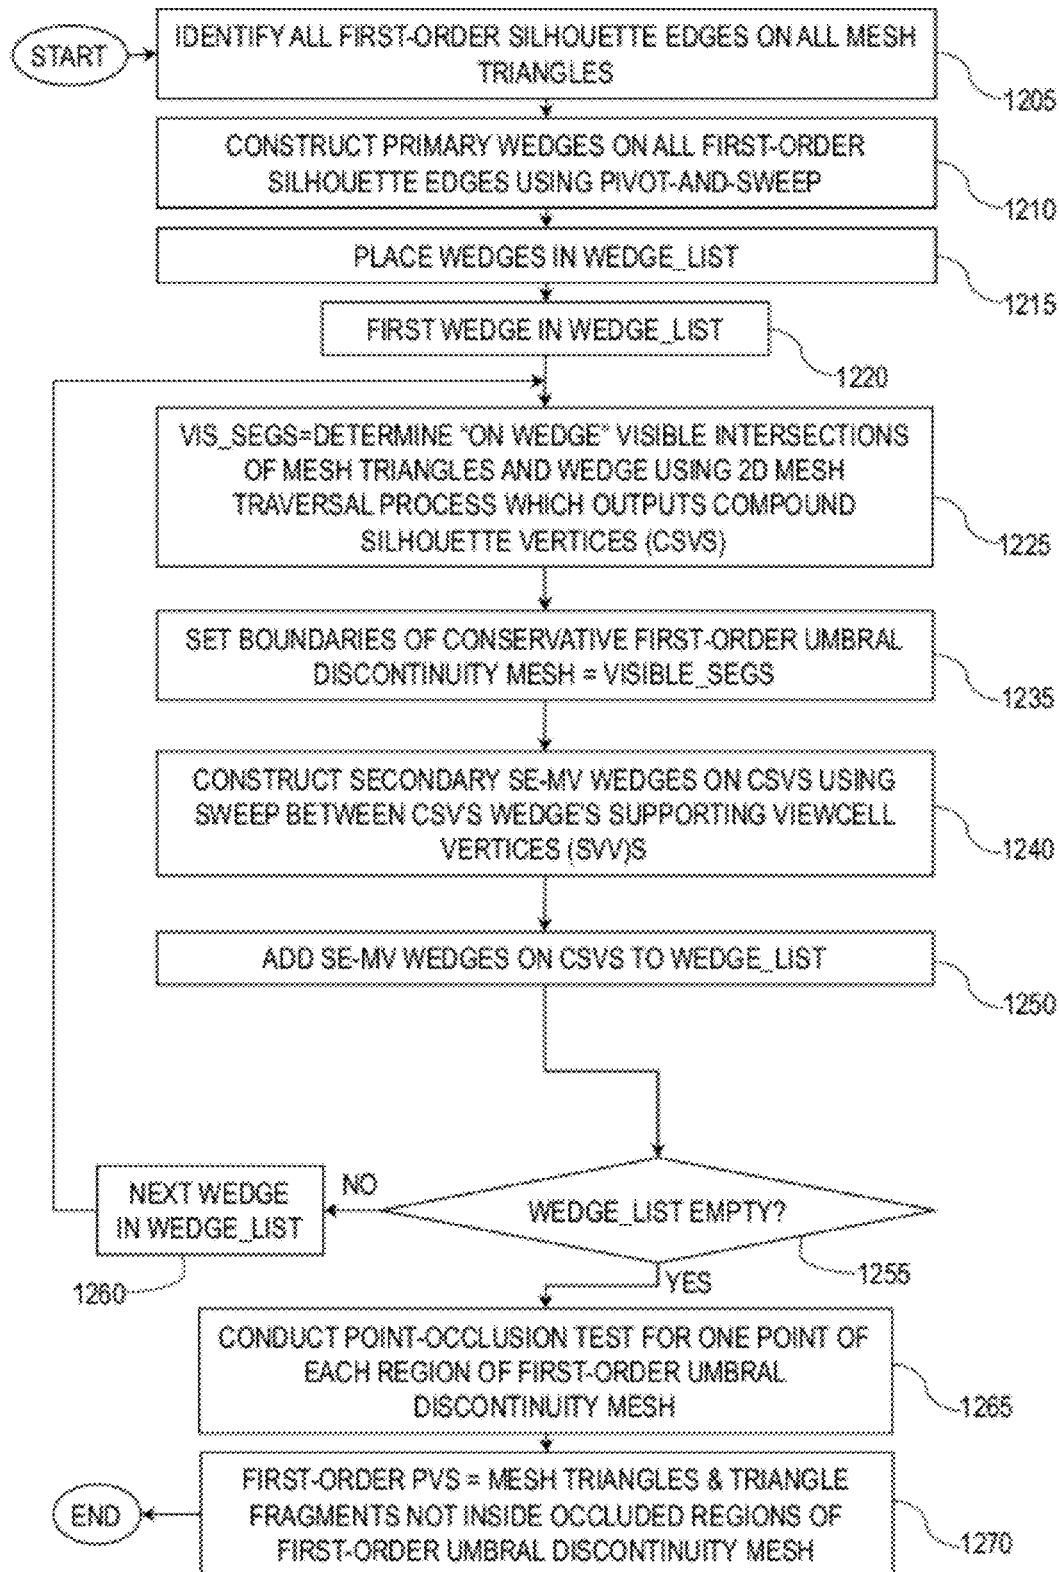 START
IDENTIFY ALL FIRST-ORDER SILHOUETTE EDGES ON ALL MESH
TRIANGLES
1205
CONSTRUCT PRIMARY WEDGES ON ALL FIRST-ORDER
SILHOUETTE EDGES USING PIVOT-AND-SWEEP
1210
PLACE WEDGES IN WEDGE_LIST
1215
FIRST WEDGE IN WEDGE_LIST
1220
VIS_SEGS=DETERMINE "ON WEDGE" VISIBLE INTERSECTIONS
OF MESH TRIANGLES AND WEDGE USING 2D MESH
TRAVERSAL PROCESS WHICH OUTPUTS COMPOUND
SILHOUETTE VERTICES (CSVS)
1225
SET BOUNDARIES OF CONSERVATIVE FIRST-ORDER UMBRAL
DISCONTINUITY MESH = VISIBLE_SEGS
1235
CONSTRUCT SECONDARY SE-MV WEDGES ON CSVS USING
SWEEP BETWEEN CSV'S WEDGE'S SUPPORTING VIEWCELL
VERTICES (SVV)S
1240
ADD SE-MV WEDGES ON CSVS TO WEDGE_LIST
1250
NEXT WEDGE
IN WEDGE_LIST
1260
NO
WEDGE_LIST EMPTY?
1255
YES
CONDUCT POINT-OCCLUSION TEST FOR ONE POINT OF
EACH REGION OF FIRST-ORDER UMBRAL
DISCONTINUITY MESH
1265
END
FIRST-ORDER PVS = MESH TRIANGLES & TRIANGLE
FRAGMENTS NOT INSIDE OCCLUDED REGIONS OF
FIRST-ORDER UMBRAL DISCONTINUITY MESH
1270